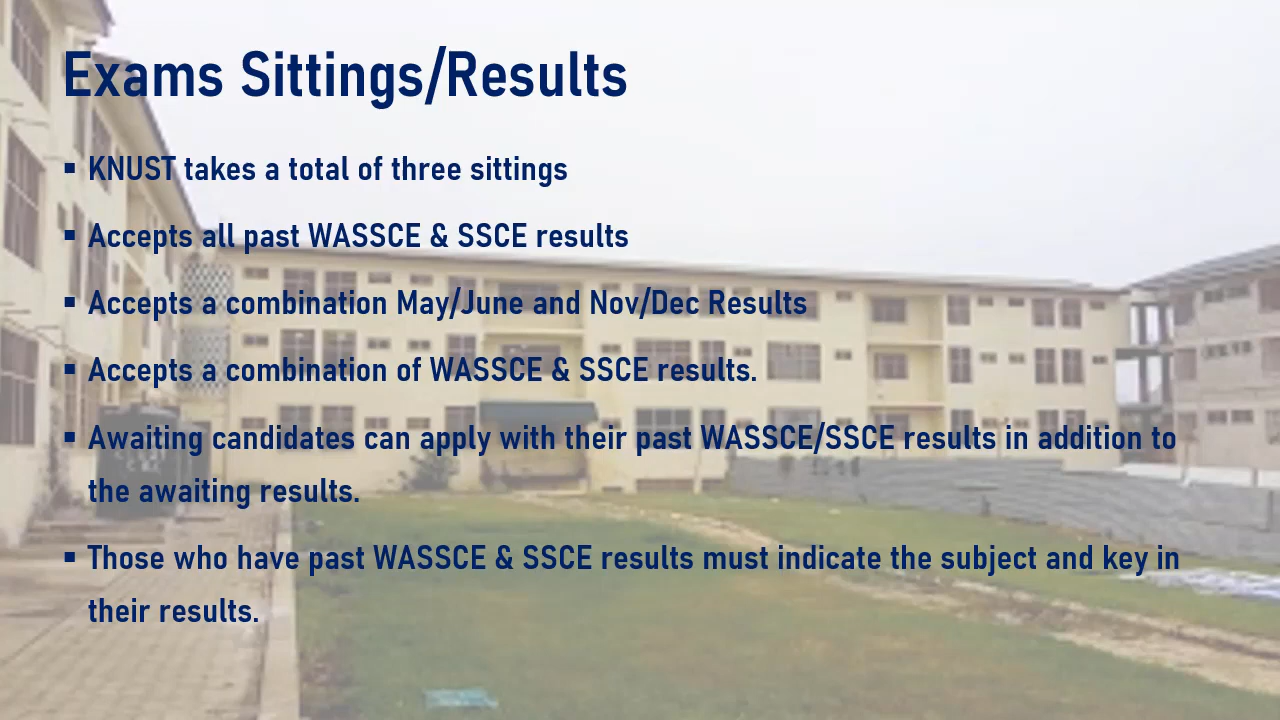 Exams Sittings/Results
▪ KNUST takes a total of three sittings
▪ Accepts all past WASSCE & SSCE results
▪ Accepts a combination May/June and Nov/Dec Results
▪ Accepts a combination of WASSCE & SSCE results.
▪ Awaiting candidates can apply with their past WASSCE/SSCE results in addition to
the awaiting results.
▪ Those who have past WASSCE & SSCE results must indicate the subject and key in
their results.